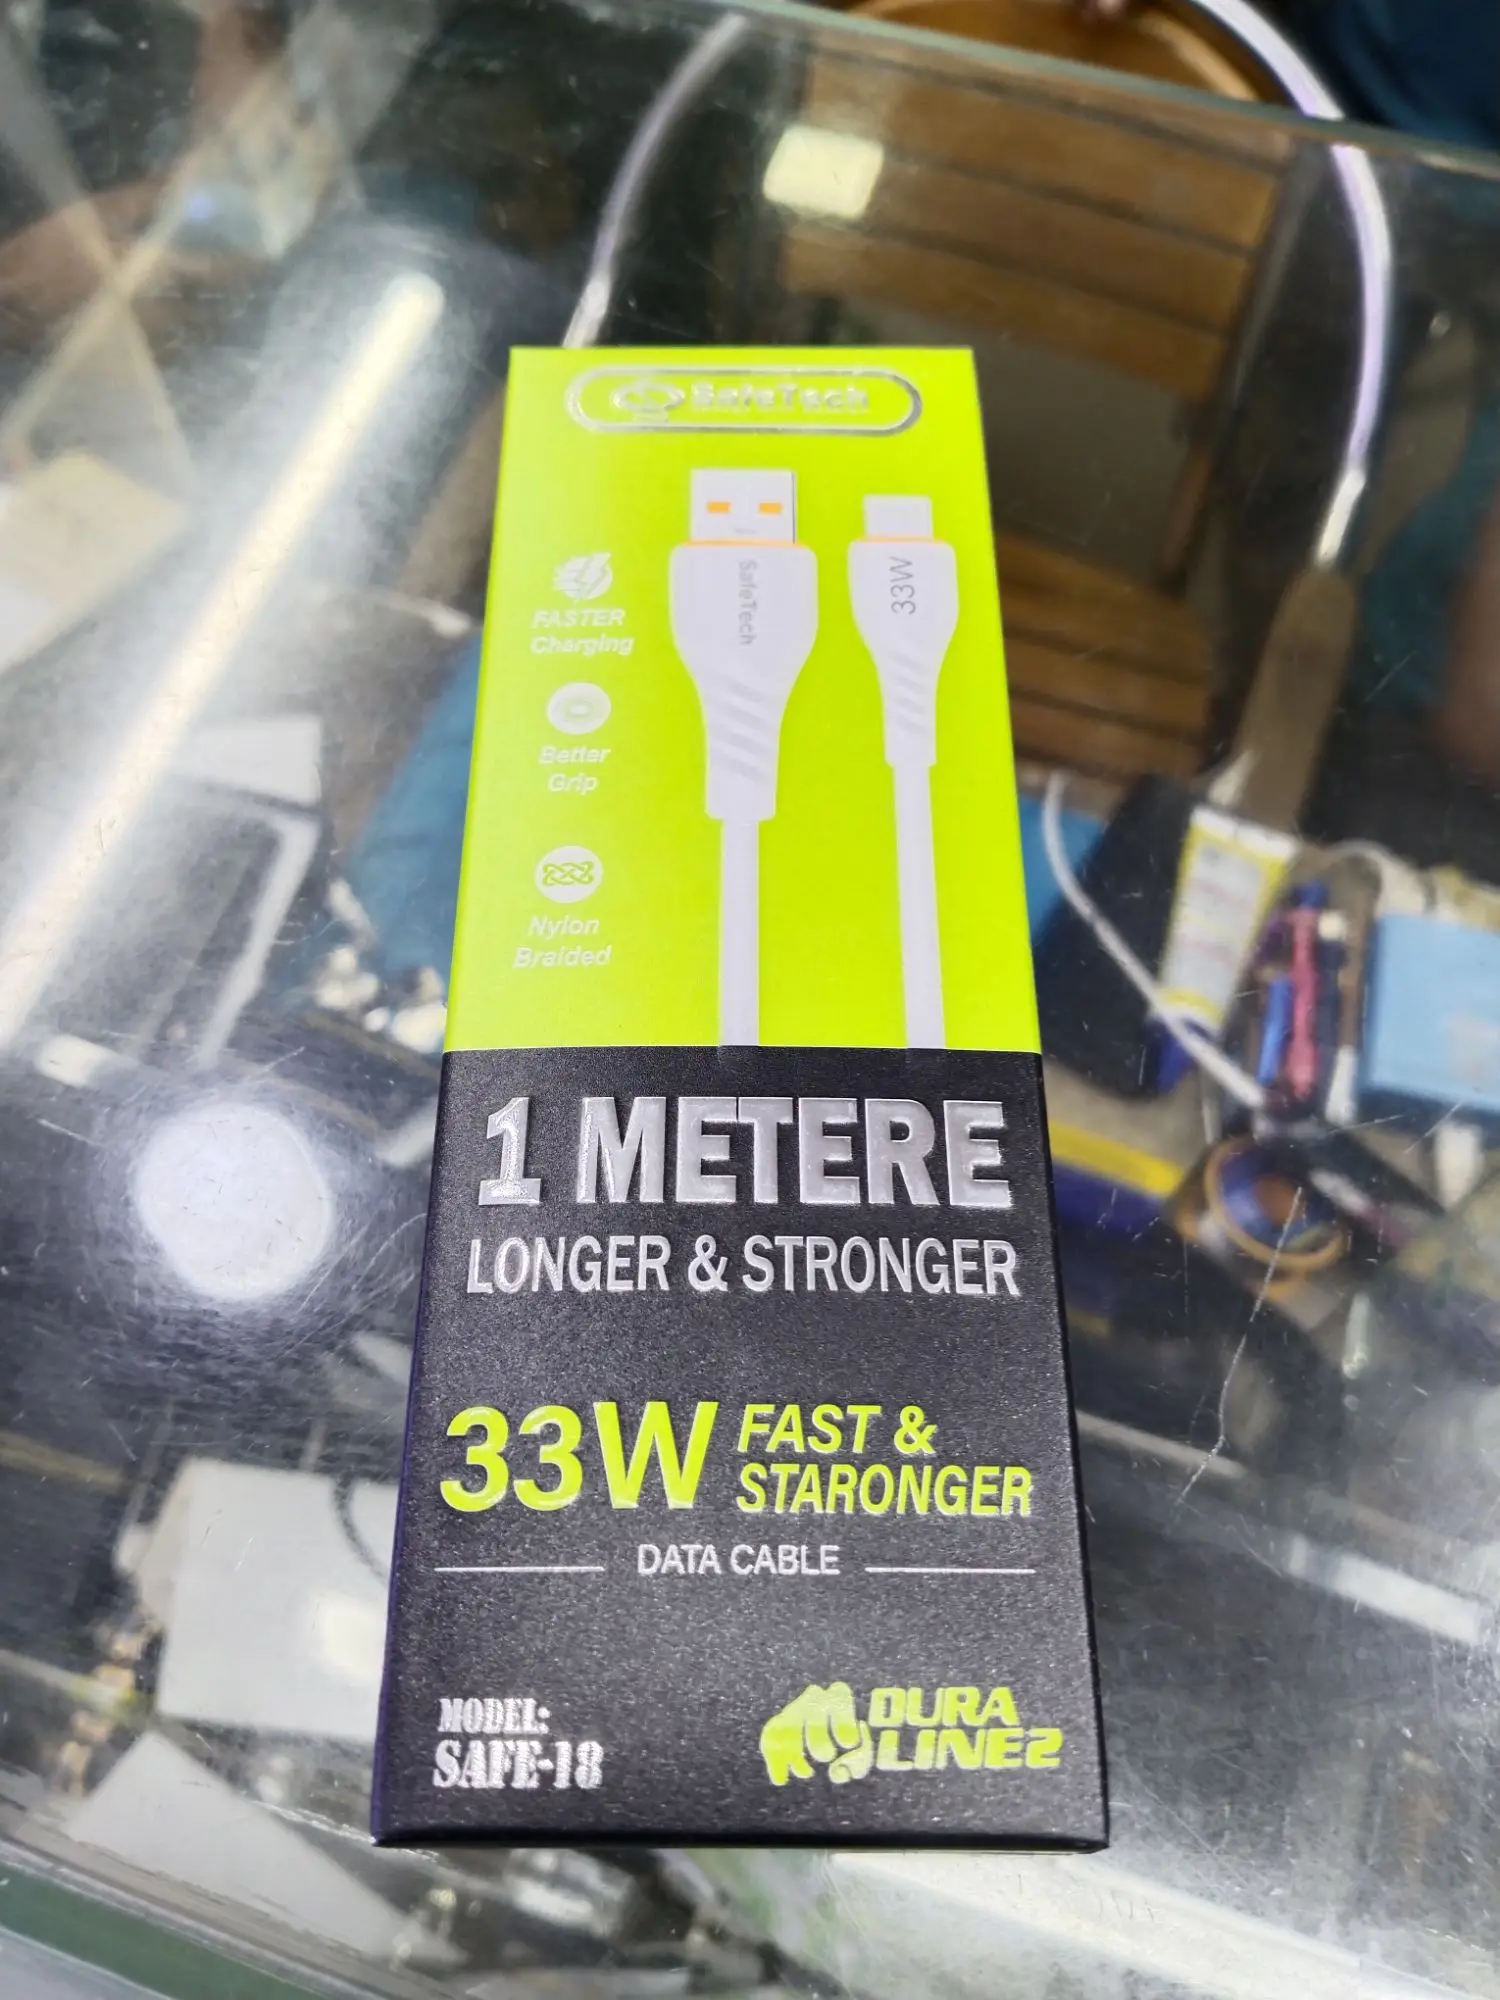 SafeTech
SafeTech
33W
FASTER
Charging
Better
Grip
Nylon
Braided
1 METERE
LONGER & STRONGER
33W FAST &
STARONGER
DATA CABLE
MODEL:
SAFE-18
DURA
LINEZ